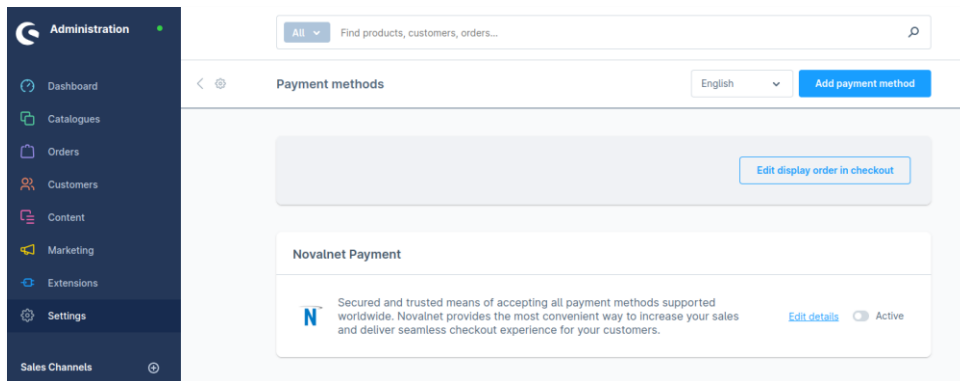 Administration
All
Find products, customers, orders...
Dashboard
Payment methods
English
Add payment method
Catalogues
Orders
Customers
Edit display order in checkout
Content
Marketing
Novalnet Payment
Extensions
Settings
Secured and trusted means of accepting all payment methods supported
worldwide. Novalnet provides the most convenient way to increase your sales
and deliver seamless checkout experience for your customers.
N
Edit details
Active
Sales Channels